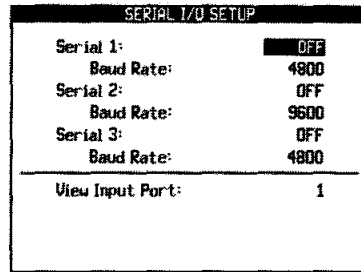 SERIAL I/O SETUP
Serial 1: OFF
Baud Rate: 4800
Serial 2: OFF
Baud Rate: 9600
Serial 3: OFF
Baud Rate: 4800
View Input Port: 1